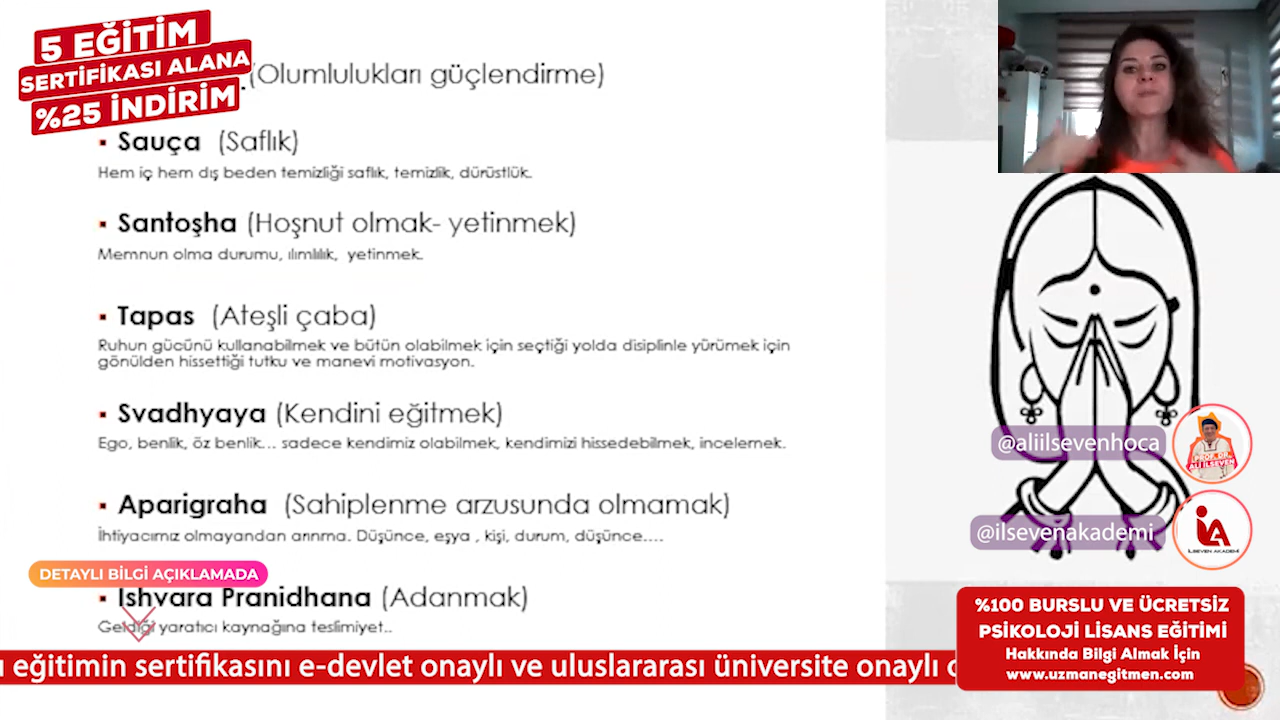 5 EĞİTİM
SERTİFİKASI ALANA
%25 İNDİRİM
(Olumlulukları güçlendirme)
▪ Sauça (Saflık)
Hem iç hem dış beden temizliği saflık, temizlik, dürüstlük.
▪ Santoşha (Hoşnut olmak- yetinmek)
Memnun olma durumu, ılımlılık, yetinmek.
▪ Tapas (Ateşli çaba)
Ruhun gücünü kullanabilmek ve bütün olabilmek için seçtiği yolda disiplinle yürümek için
gönülden hissettiği tutku ve manevi motivasyon.
▪ Svadhyaya (Kendini eğitmek)
Ego, benlik, öz benlik... sadece kendimiz olabilmek, kendimizi hissedebilmek, incelemek.
▪ Aparigraha (Sahiplenme arzusunda olmamak)
İhtiyacımız olmayandan arınma. Düşünce, eşya , kişi, durum, düşünce....
DETAYLI BİLGİ AÇIKLAMADA
▪ Ishvara Pranidhana (Adanmak)
Geldiği yaratıcı kaynağına teslimiyet..
@aliilsevenhoca
PROF. DR.
ALİ İLSEVEN
@ilsevenakademi
İLSEVEN AKADEMİ
%100 BURSLU VE ÜCRETSİZ
PSİKOLOJİ LİSANS EĞİTİMİ
Hakkında Bilgi Almak İçin
www.uzmanegitmen.com
eğitimin sertifikasını e-devlet onaylı ve uluslararası üniversite onaylı